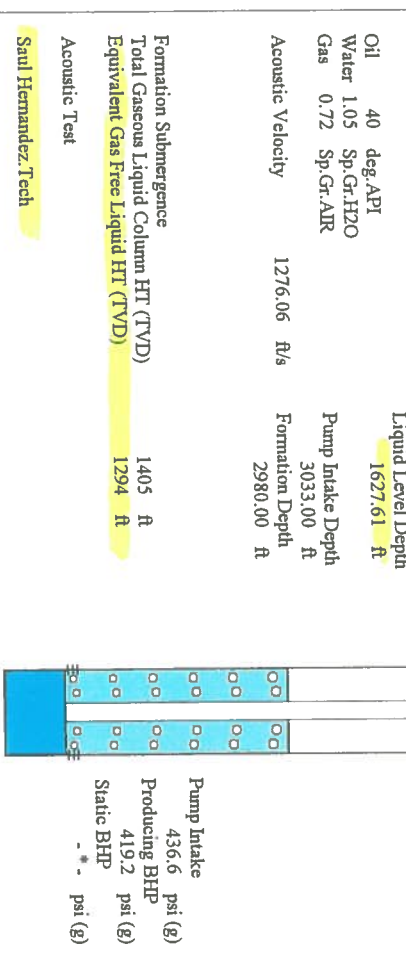 Oil 40 deg.API
Water 1.05 Sp.Gr.H2O
Gas 0.72 Sp.Gr.AIR
Acoustic Velocity 1276.06 ft/s
Liquid Level Depth
1627.61 ft
Pump Intake Depth
3033.00 ft
Formation Depth
2980.00 ft
Formation Submergence
Total Gaseous Liquid Column HT (TVD) 1405 ft
Equivalent Gas Free Liquid HT (TVD) 1294 ft
Acoustic Test
Saul Hernandez.Tech
Pump Intake
436.6 psi (g)
Producing BHP
419.2 psi (g)
Static BHP
- * - psi (g)